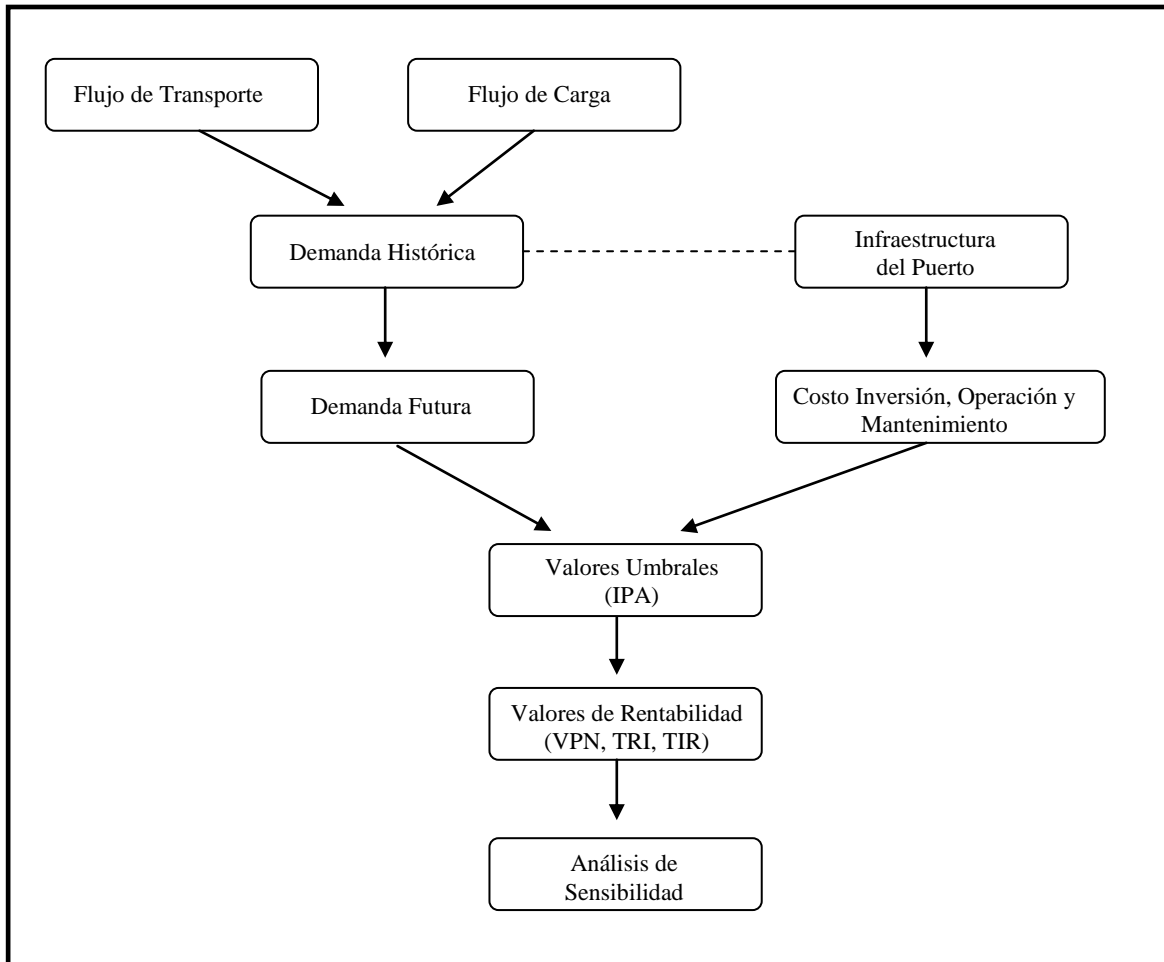 Flujo de Transporte
Flujo de Carga
Demanda Histórica
Infraestructura
del Puerto
Demanda Futura
Costo Inversión, Operación y
Mantenimiento
Valores Umbrales
(IPA)
Valores de Rentabilidad
(VPN, TRI, TIR)
Análisis de
Sensibilidad